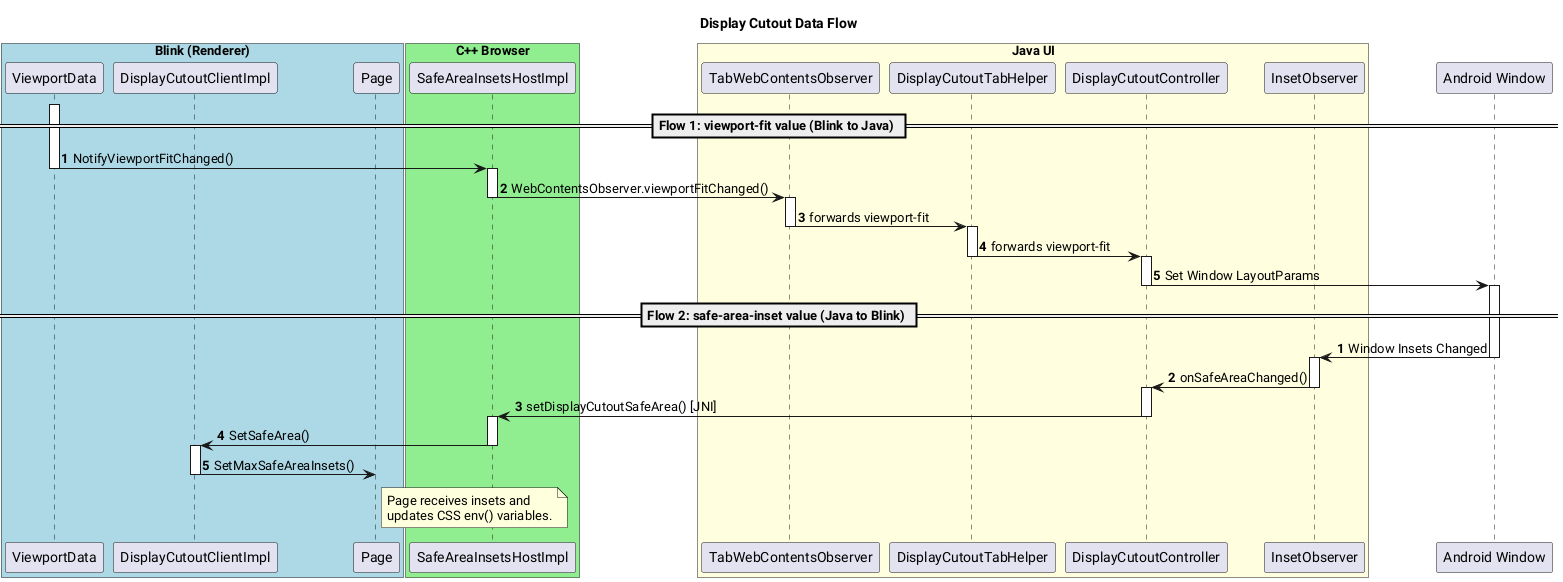 Display Cutout Data Flow
Blink (Renderer)
C++ Browser
Java UI
ViewportData
DisplayCutoutClientImpl
Page
SafeAreaInsetsHostImpl
TabWebContentsObserver
DisplayCutoutTabHelper
DisplayCutoutController
InsetObserver
Android Window
Flow 1: viewport-fit value (Blink to Java)
1 NotifyViewportFitChanged()
2 WebContentsObserver.viewportFitChanged()
3 forwards viewport-fit
4 forwards viewport-fit
5 Set Window LayoutParams
Flow 2: safe-area-inset value (Java to Blink)
1 Window Insets Changed
2 onSafeAreaChanged()
3 setDisplayCutoutSafeArea() [JNI]
4 SetSafeArea()
5 SetMaxSafeAreaInsets()
Page receives insets and
updates CSS env() variables.
ViewportData
DisplayCutoutClientImpl
Page
SafeAreaInsetsHostImpl
TabWebContentsObserver
DisplayCutoutTabHelper
DisplayCutoutController
InsetObserver
Android Window